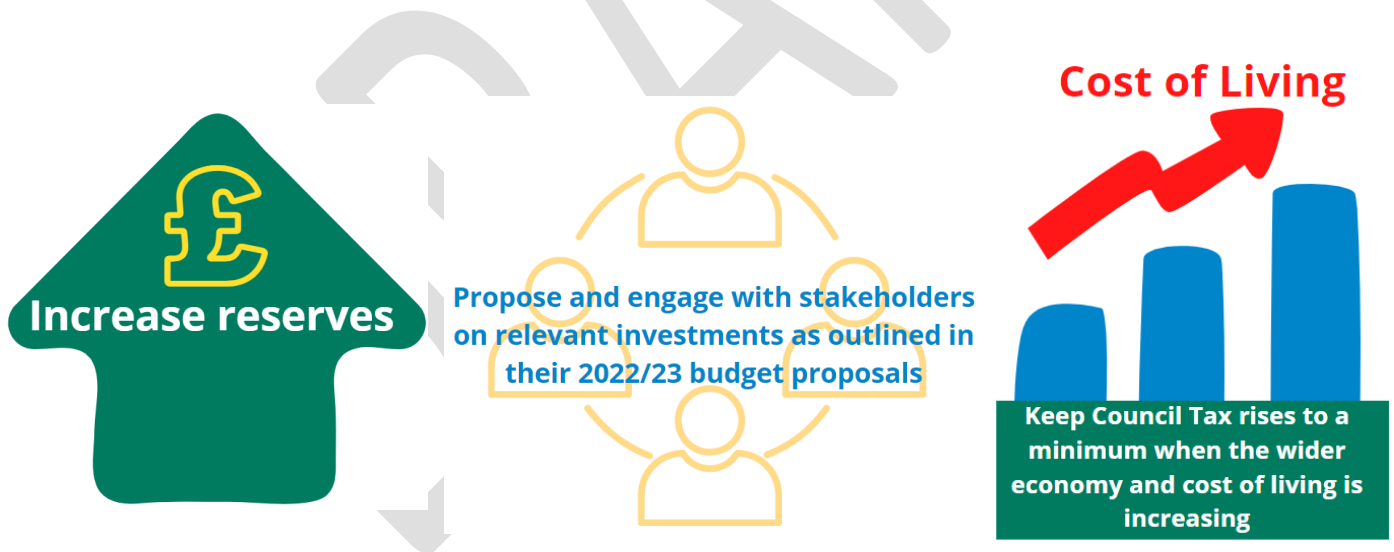 £
Increase reserves
Propose and engage with stakeholders
on relevant investments as outlined in
their 2022/23 budget proposals
Cost of Living
Keep Council Tax rises to a
minimum when the wider
economy and cost of living is
increasing